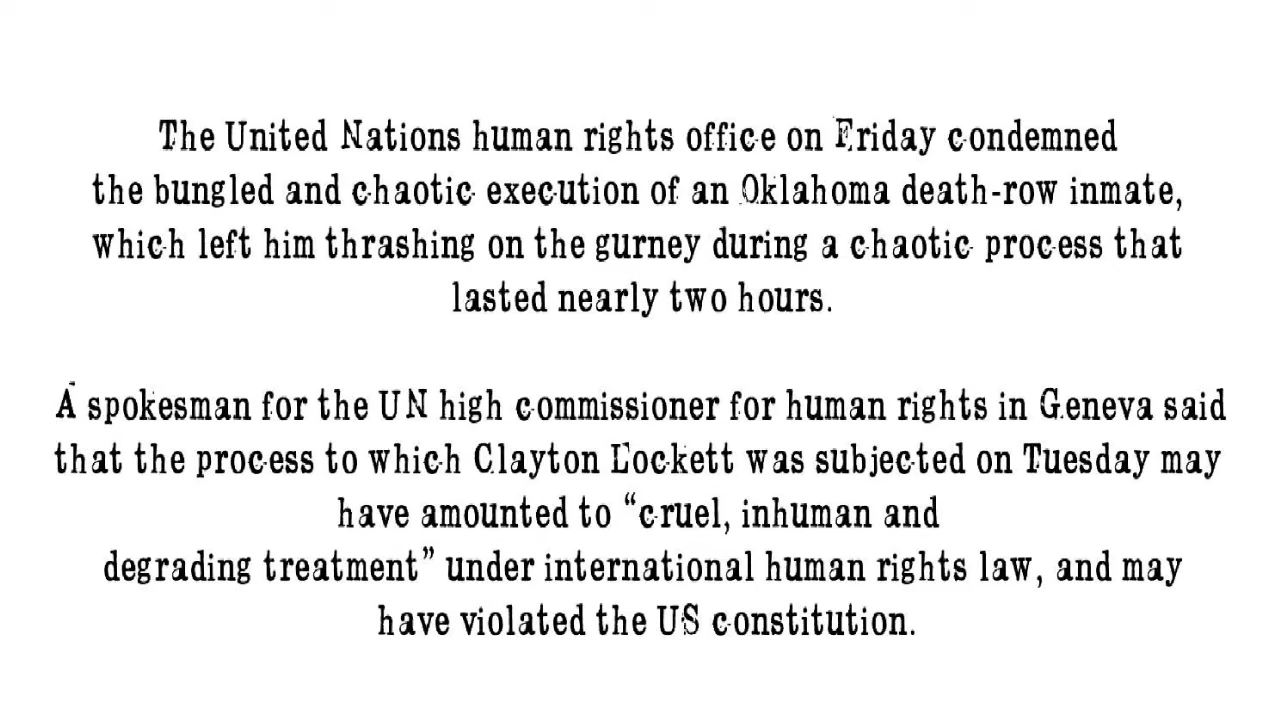 The United Nations human rights office on Friday condemned
the bungled and chaotic execution of an Oklahoma death-row inmate,
which left him thrashing on the gurney during a chaotic process that
lasted nearly two hours.
A spokesman for the UN high commissioner for human rights in Geneva said
that the process to which Clayton Lockett was subjected on Tuesday may
have amounted to “cruel, inhuman and
degrading treatment” under international human rights law, and may
have violated the US constitution.